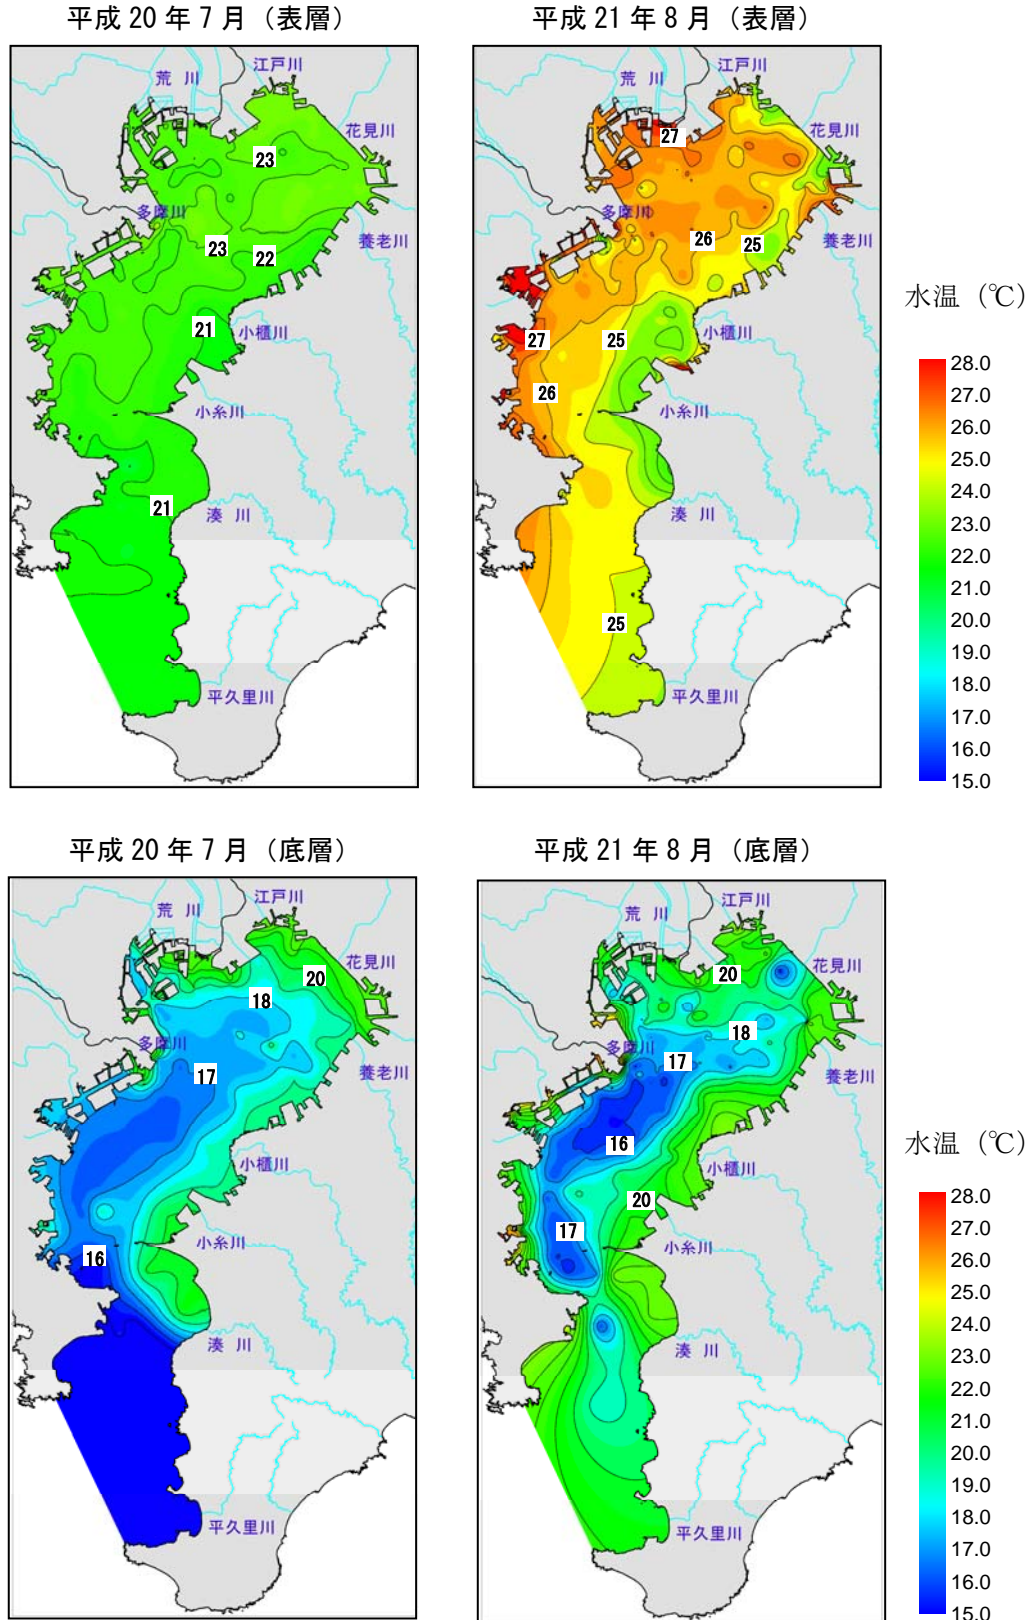 平成 20 年 7 月（表層）
荒 川
江戸川
花見川
23
多摩川
養老川
23
22
21
小櫃川
小糸川
21
湊 川
平久里川
平成 21 年 8 月（表層）
荒 川
江戸川
27
花見川
多摩川
26
25
養老川
27
25
小櫃川
26
小糸川
湊 川
25
平久里川
水温（℃）
28.0
27.0
26.0
25.0
24.0
23.0
22.0
21.0
20.0
19.0
18.0
17.0
16.0
15.0
平成 20 年 7 月（底層）
荒 川
江戸川
花見川
20
18
多摩川
17
養老川
小櫃川
小糸川
16
湊 川
平久里川
平成 21 年 8 月（底層）
荒 川
江戸川
花見川
20
18
多摩川
17
養老川
16
小櫃川
20
17
小糸川
湊 川
平久里川
水温（℃）
28.0
27.0
26.0
25.0
24.0
23.0
22.0
21.0
20.0
19.0
18.0
17.0
16.0
15.0